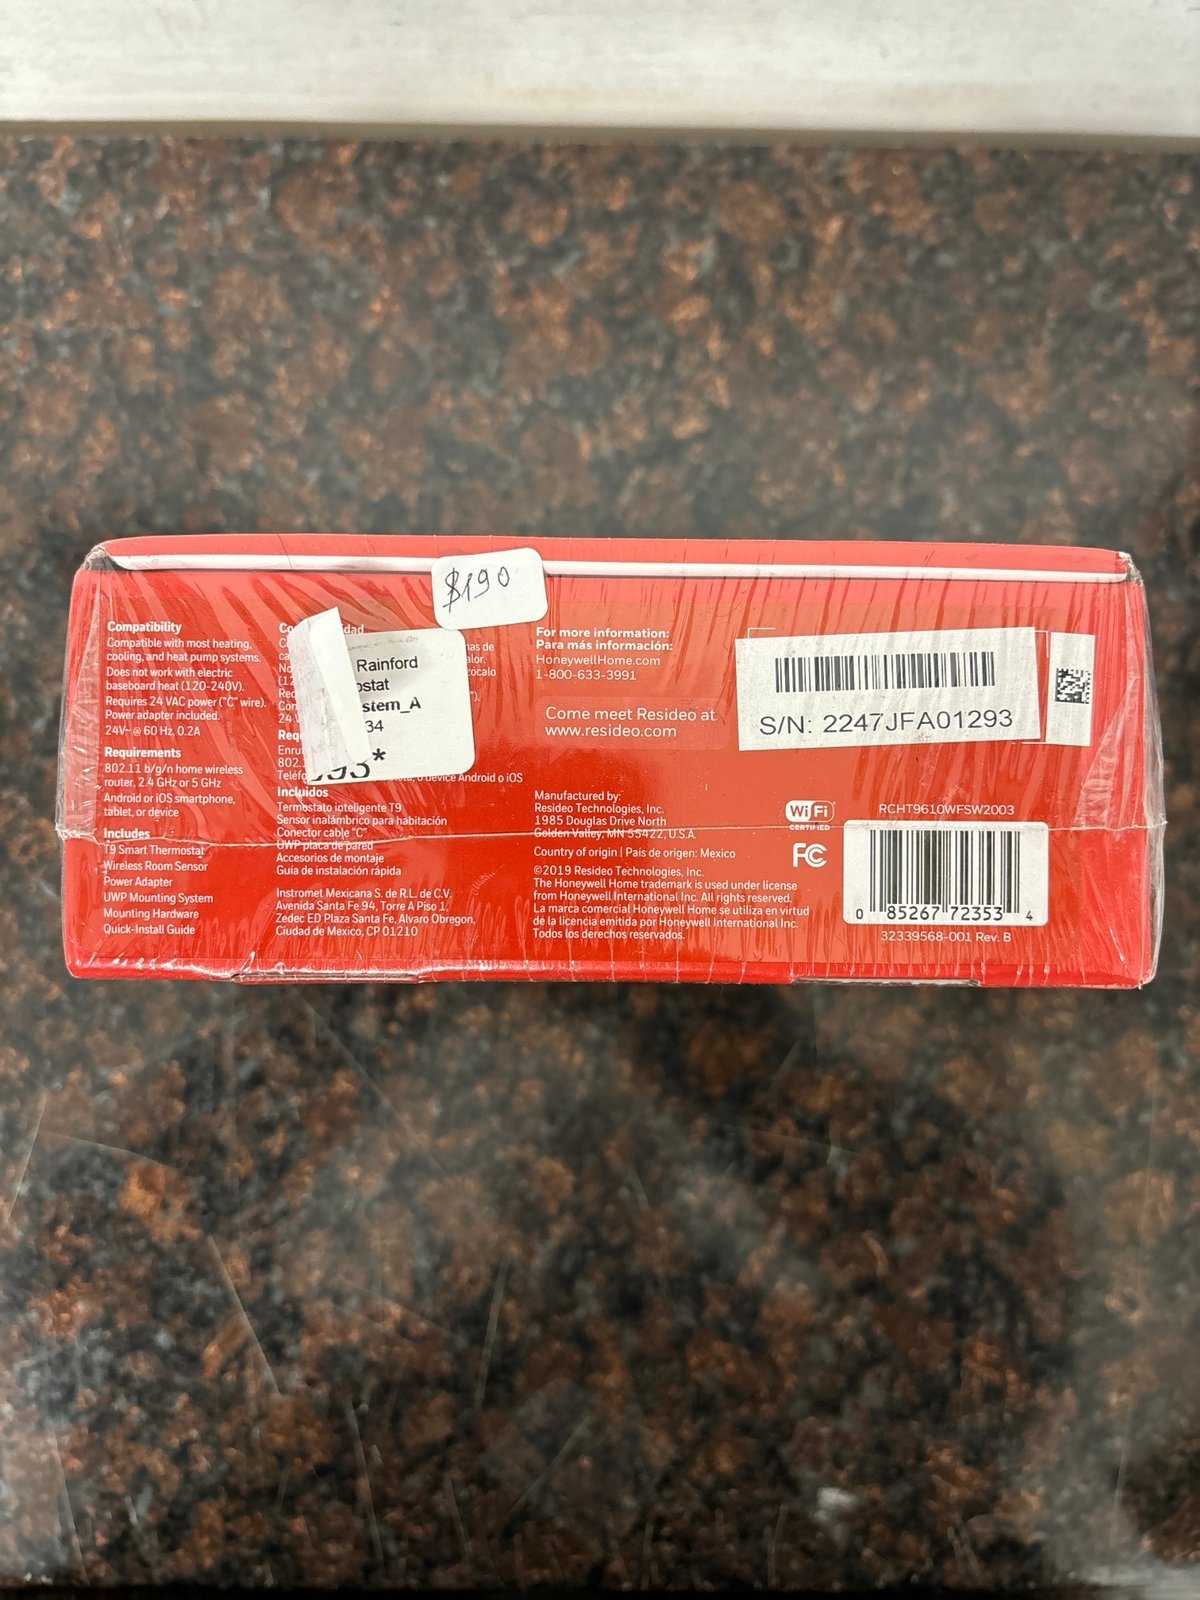 $190
Compatibility
Compatible with most heating,
cooling, and heat pump systems.
Does not work with electric
baseboard heat (120-240V).
Requires 24 VAC power ("C" wire).
Power adapter included.
24V~ @ 60 Hz, 0.2A
Requirements
802.11 b/g/n home wireless
router, 2.4 GHz or 5 GHz
Android or iOS smartphone,
tablet, or device
Includes
T9 Smart Thermostat
Wireless Room Sensor
Power Adapter
UWP Mounting System
Mounting Hardware
Quick-Install Guide
Rainford
ostat
stem_A
34
device Android o iOS
Incluidos
Termostato inteligente T9
Sensor inalámbrico para habitación
Conector cable "C"
UWP placa de pared
Accesorios de montaje
Guía de instalación rápida
Instromet Mexicana S. de R.L. de C.V.
Avenida Santa Fe 94, Torre A Piso 1,
Zedec ED Plaza Santa Fe, Alvaro Obregon,
Ciudad de Mexico, CP 01210
For more information:
Para más información:
HoneywellHome.com
1-800-633-3991
Come meet Resideo at
www.resideo.com
Manufactured by:
Resideo Technologies, Inc.
1985 Douglas Drive North
Golden Valley, MN 55422, U.S.A.
Country of origin | País de origen: Mexico
©2019 Resideo Technologies, Inc.
The Honeywell Home trademark is used under license
from Honeywell International Inc. All rights reserved.
La marca comercial Honeywell Home se utiliza en virtud
de la licencia emitida por Honeywell International Inc.
Todos los derechos reservados.
S/N: 2247JFA01293
Wi Fi
CERTIFIED
FC
RCHT9610WFSW2003
0 85267 72353 4
32339568-001 Rev. B